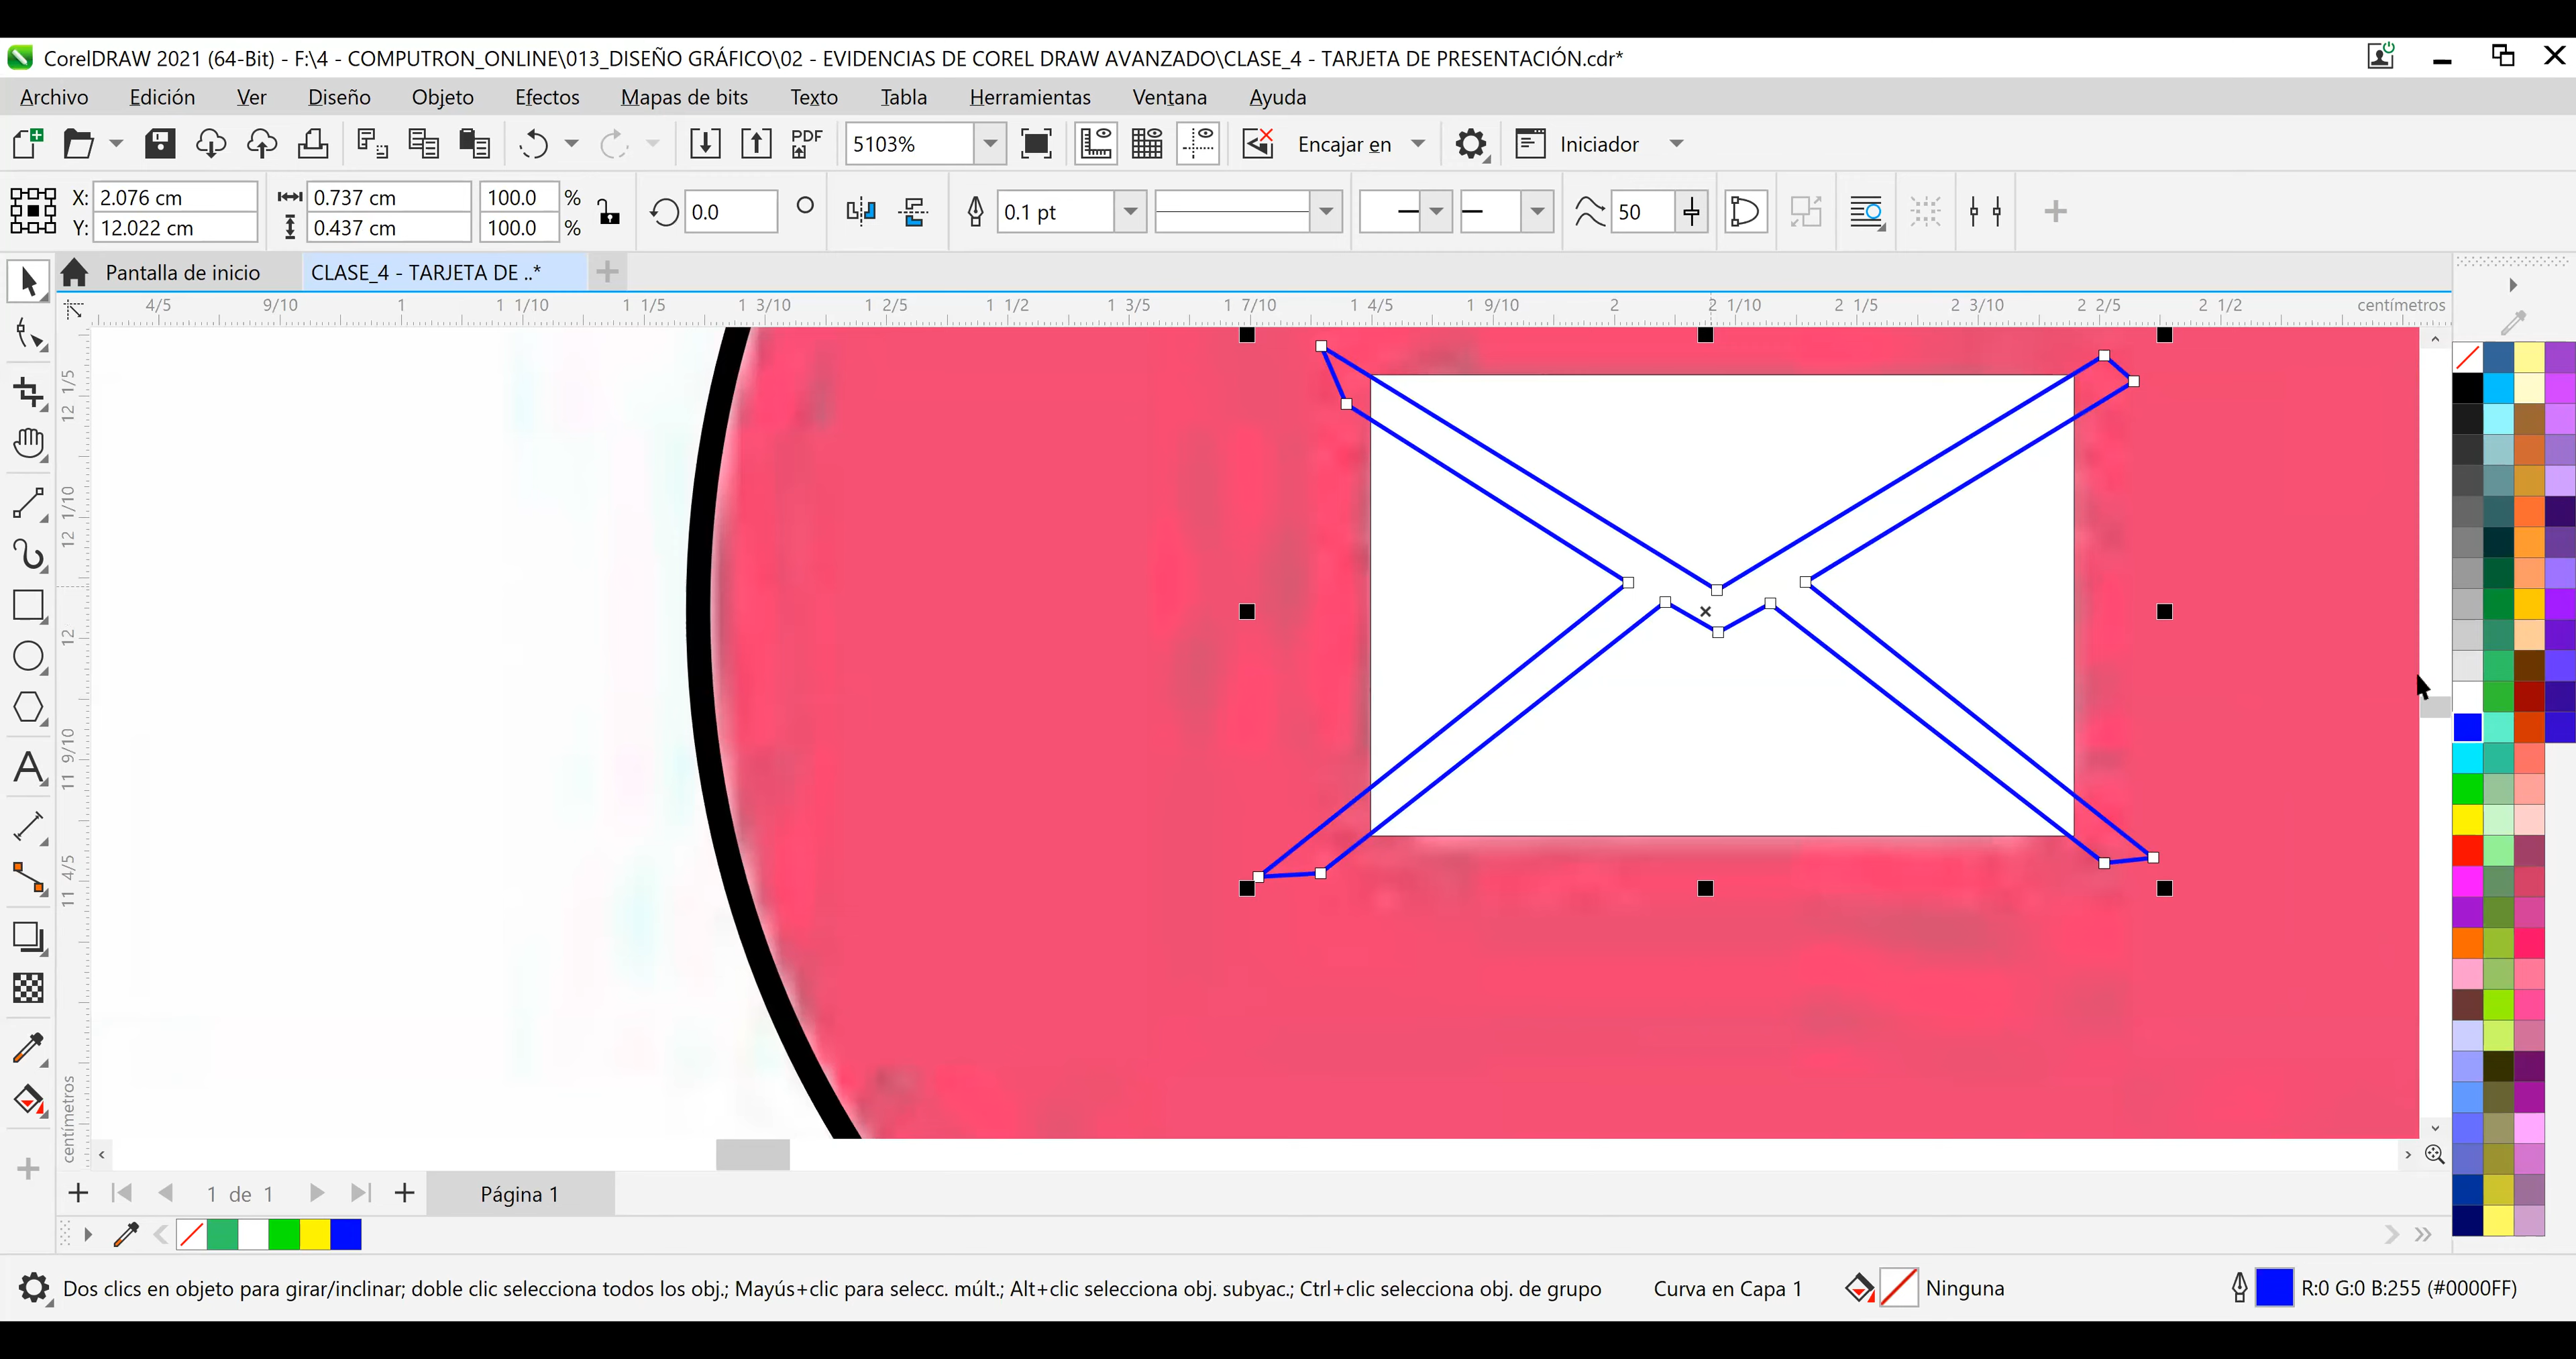 CorelDRAW 2021 (64-Bit) - F:\4 - COMPUTRON_ONLINE\013_DISEÑO GRÁFICO\02 - EVIDENCIAS DE COREL DRAW AVANZADO\CLASE_4 - TARJETA DE PRESENTACIÓN.cdr*
Archivo Edición Ver Diseño Objeto Efectos Mapas de bits Texto Tabla Herramientas Ventana Ayuda
PDF 5103% Encajar en Iniciador
X: 2.076 cm 0.737 cm 100.0 %
Y: 12.022 cm 0.437 cm 100.0 %
0.0 0.1 pt 50
Pantalla de inicio CLASE_4 - TARJETA DE ..*
4/5 9/10 1 1 1/10 1 1/5 1 3/10 1 2/5 1 1/2 1 3/5 1 7/10 1 4/5 1 9/10 2 2 1/10 2 1/5 2 3/10 2 2/5 2 1/2 centímetros
12 1/5
12 1/10
12
11 9/10
11 4/5
centímetros
1 de 1 Página 1
Dos clics en objeto para girar/inclinar; doble clic selecciona todos los obj.; Mayús+clic para selecc. múlt.; Alt+clic selecciona obj. subyac.; Ctrl+clic selecciona obj. de grupo Curva en Capa 1 Ninguna R:0 G:0 B:255 (#0000FF)